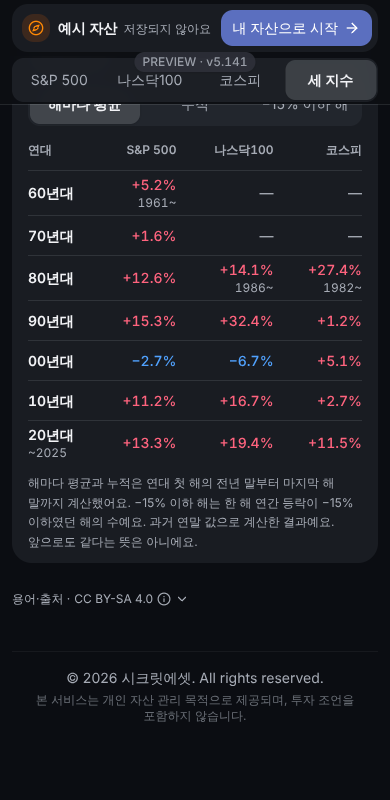 예시 자산 저장되지 않아요 내 자산으로 시작
PREVIEW · v5.141
S&P 500 나스닥100 코스피 세 지수
해마다 평균 누적 −15% 이하 해
연대 S&P 500 나스닥100 코스피
60년대 +5.2% — —
1961~
70년대 +1.6% — —
80년대 +12.6% +14.1% +27.4%
1986~ 1982~
90년대 +15.3% +32.4% +1.2%
00년대 −2.7% −6.7% +5.1%
10년대 +11.2% +16.7% +2.7%
20년대 +13.3% +19.4% +11.5%
~2025
해마다 평균과 누적은 연대 첫 해의 전년 말부터 마지막 해
말까지 계산했어요. −15% 이하 해는 한 해 연간 등락이 −15%
이하였던 해의 수예요. 과거 연말 값으로 계산한 결과예요.
앞으로도 같다는 뜻은 아니에요.
용어·출처 · CC BY-SA 4.0
© 2026 시크릿에셋. All rights reserved.
본 서비스는 개인 자산 관리 목적으로 제공되며, 투자 조언을
포함하지 않습니다.